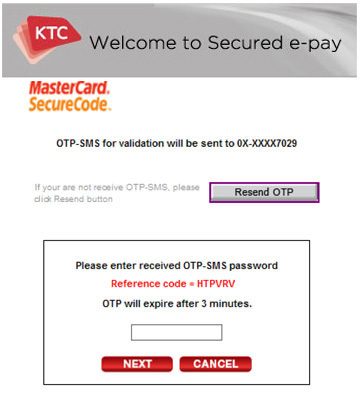 KTC
Welcome to Secured e-pay
MasterCard.
SecureCode.
OTP-SMS for validation will be sent to 0X-XXXX7029
If your are not receive OTP-SMS, please
click Resend button
Resend OTP
Please enter received OTP-SMS password
Reference code = HTPVRV
OTP will expire after 3 minutes.
NEXT
CANCEL